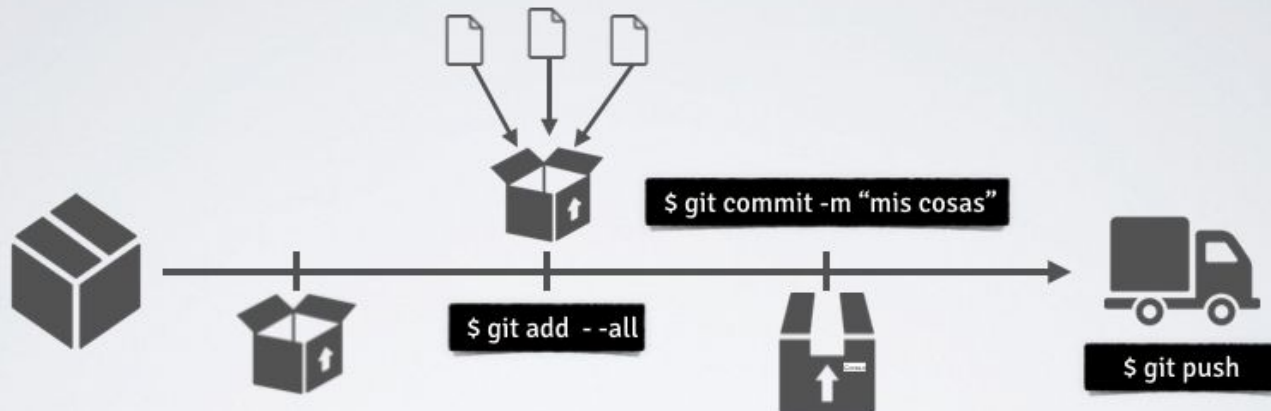 $ git commit -m “mis cosas”
$ git add - -all
$ git push